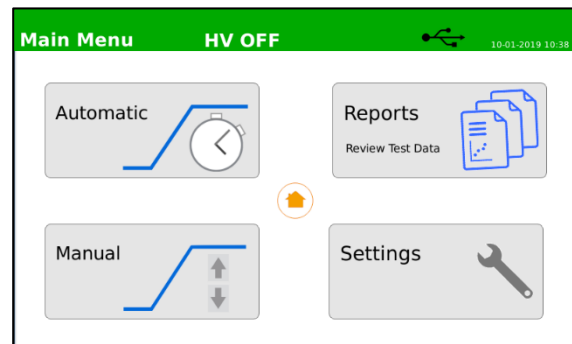 Main Menu HV OFF 10-01-2019 10:38
Automatic
Reports
Review Test Data
Manual
Settings